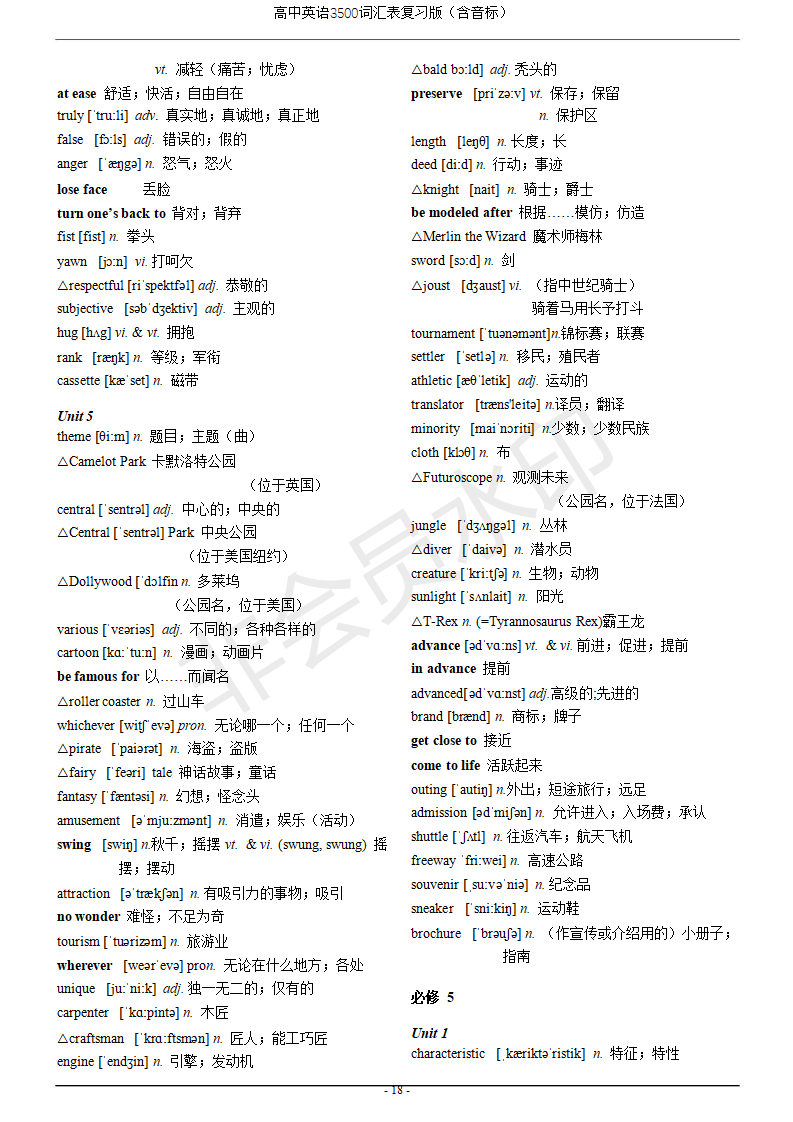 高中英语3500词汇表复习版（含音标）
vt. 减轻（痛苦；忧虑）
at ease 舒适；快活；自由自在
truly [ˈtruːli] adv. 真实地；真诚地；真正地
false [fɔːls] adj. 错误的；假的
anger [ˈæŋgə] n. 怒气；怒火
lose face 丢脸
turn one’s back to 背对；背弃
fist [fist] n. 拳头
yawn [jɔːn] vi.打呵欠
△respectful [riˈspektfəl] adj. 恭敬的
subjective [səbˈdʒektiv] adj. 主观的
hug [hʌg] vi. & vt. 拥抱
rank [ræŋk] n. 等级；军衔
cassette [kæˈset] n. 磁带
Unit 5
theme [θiːm] n. 题目；主题（曲）
△Camelot Park 卡默洛特公园
（位于英国）
central [ˈsentrəl] adj. 中心的；中央的
△Central [ˈsentrəl] Park 中央公园
（位于美国纽约）
△Dollywood [ˈdɔlfin n. 多莱坞
（公园名，位于美国）
various [ˈvɛəriəs] adj. 不同的；各种各样的
cartoon [kɑːˈtuːn] n. 漫画；动画片
be famous for 以……而闻名
△roller coaster n. 过山车
whichever [witʃˈevə] pron. 无论哪一个；任何一个
△pirate [ˈpaiərət] n. 海盗；盗版
△fairy [ˈfeəri] tale 神话故事；童话
fantasy [ˈfæntəsi] n. 幻想；怪念头
amusement [əˈmjuːzmənt] n. 消遣；娱乐（活动）
swing [swiŋ] n.秋千；摇摆 vt. & vi. (swung, swung) 摇
摆；摆动
attraction [əˈtrækʃən] n. 有吸引力的事物；吸引
no wonder 难怪；不足为奇
tourism [ˈtuərizəm] n. 旅游业
wherever [weərˈevə] pron. 无论在什么地方；各处
unique [juːˈniːk] adj. 独一无二的；仅有的
carpenter [ˈkɑːpintə] n. 木匠
△craftsman [ˈkrɑːftsmən] n. 匠人；能工巧匠
engine [ˈendʒin] n. 引擎；发动机
△bald bɔːld] adj. 秃头的
preserve [priˈzəːv] vt. 保存；保留
n. 保护区
length [leŋθ] n. 长度；长
deed [diːd] n. 行动；事迹
△knight [nait] n. 骑士；爵士
be modeled after 根据……模仿；仿造
△Merlin the Wizard 魔术师梅林
sword [sɔːd] n. 剑
△joust [dʒaust] vi. （指中世纪骑士）
骑着马用长予打斗
tournament [ˈtuənəmənt]n.锦标赛；联赛
settler [ˈsetlə] n. 移民；殖民者
athletic [æθˈletik] adj. 运动的
translator [træns'leitə] n.译员；翻译
minority [maiˈnɔriti] n.少数；少数民族
cloth [klɔθ] n. 布
△Futuroscope n. 观测未来
（公园名，位于法国）
jungle [ˈdʒʌŋgəl] n. 丛林
△diver [ˈdaivə] n. 潜水员
creature [ˈkriːtʃə] n. 生物；动物
sunlight [ˈsʌnlait] n. 阳光
△T-Rex n. (=Tyrannosaurus Rex)霸王龙
advance [ədˈvɑːns] vt. & vi. 前进；促进；提前
in advance 提前
advanced[ədˈvɑːnst] adj.高级的;先进的
brand [brænd] n. 商标；牌子
get close to 接近
come to life 活跃起来
outing [ˈautiŋ] n.外出；短途旅行；远足
admission [ədˈmiʃən] n. 允许进入；入场费；承认
shuttle [ˈʃʌtl] n. 往返汽车；航天飞机
freeway ˈfriːwei] n. 高速公路
souvenir [ˌsuːvəˈniə] n. 纪念品
sneaker [ˈsniːkiŋ] n. 运动鞋
brochure [ˈbrəuʃə] n. （作宣传或介绍用的）小册子；
指南
必修 5
Unit 1
characteristic [ˌkæriktəˈristik] n. 特征；特性
非会员水印
- 18 -